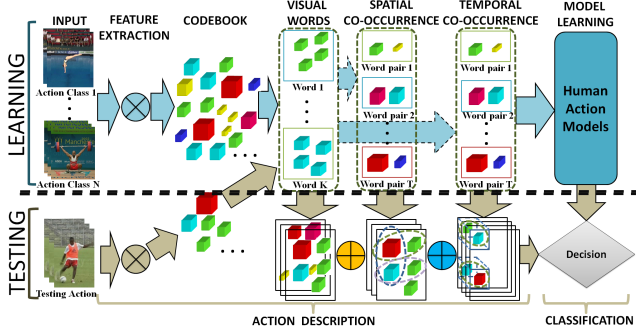 INPUT
FEATURE
EXTRACTION
CODEBOOK
VISUAL
WORDS
SPATIAL
CO-OCCURRENCE
TEMPORAL
CO-OCCURRENCE
MODEL
LEARNING
LEARNING
Action Class 1
Action Class N
. . .
Word 1
Word K
Word pair 1
Word pair 2
Word pair T
Word pair 1
Word pair 2
Word pair T
Human
Action
Models
TESTING
Testing Action
. . .
Decision
ACTION DESCRIPTION
CLASSIFICATION